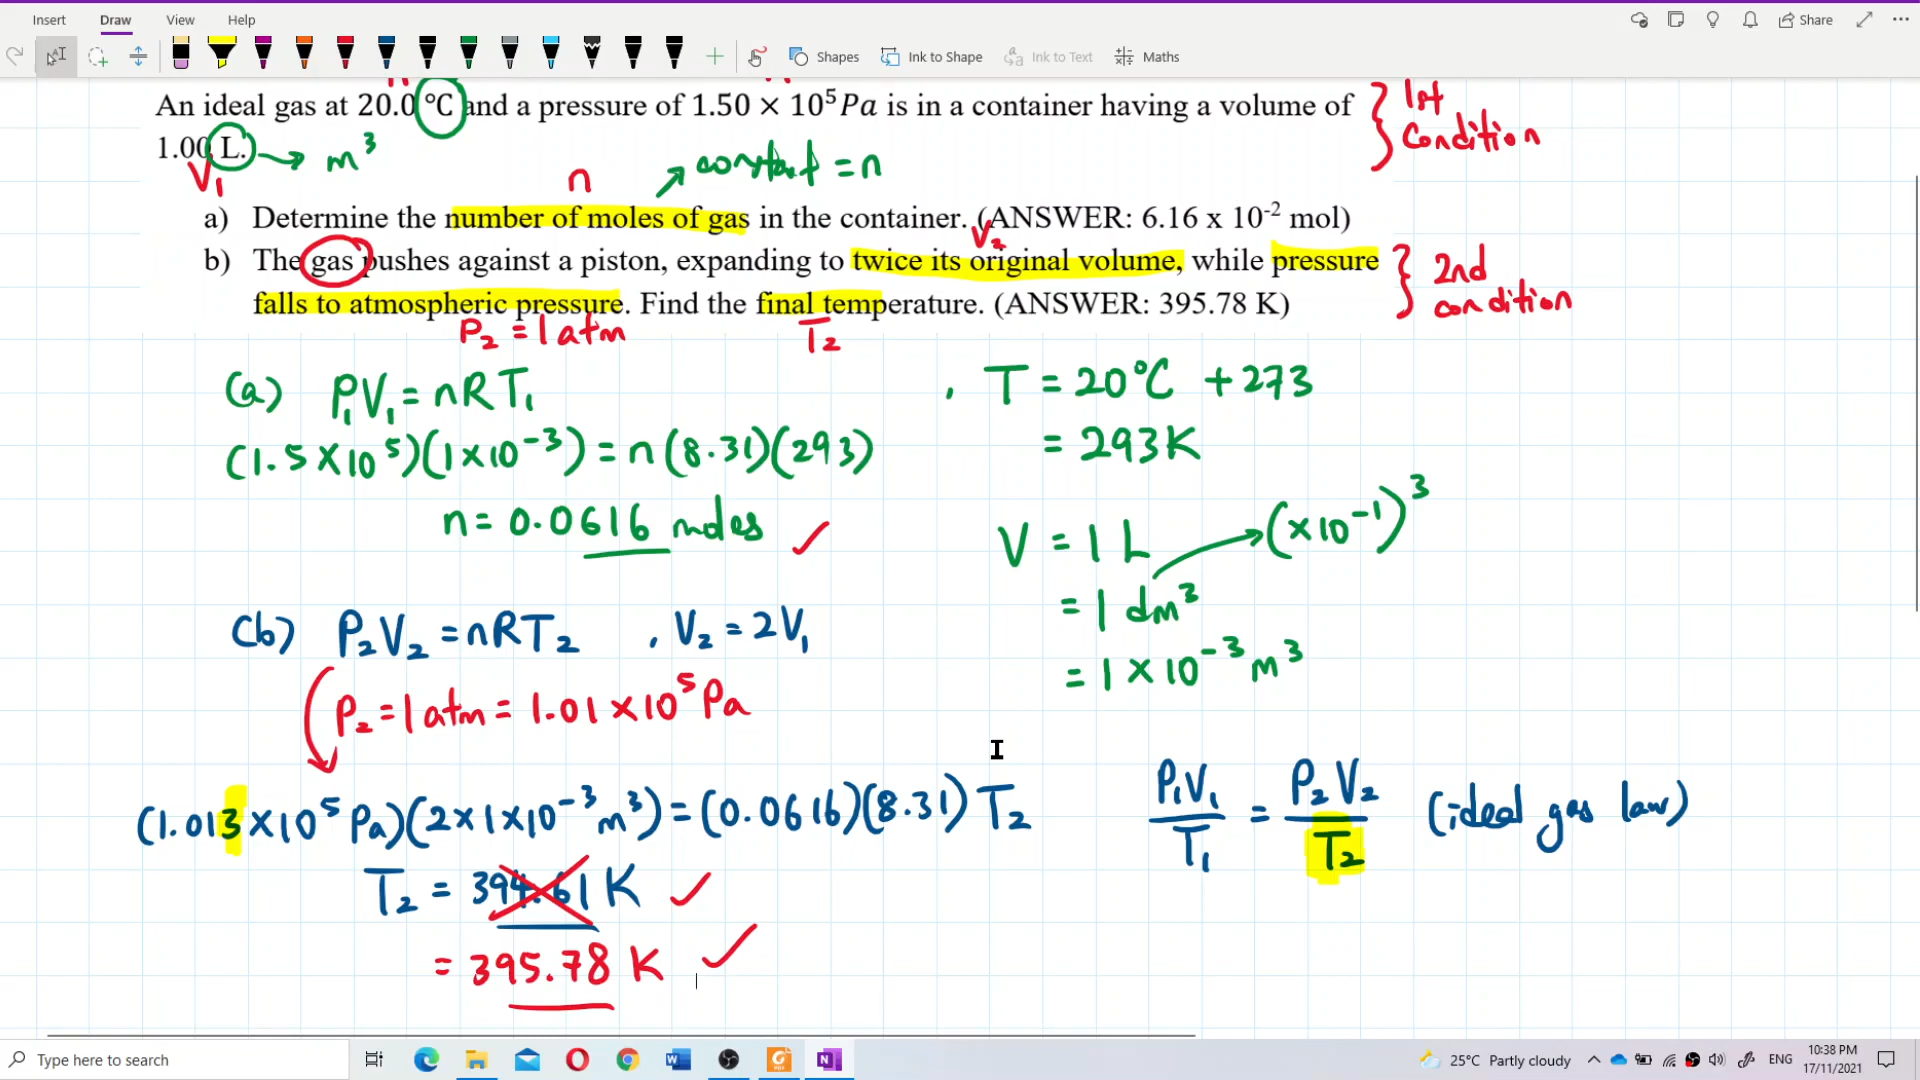 Insert Draw View Help
Share
Shapes Ink to Shape Ink to Text Maths
An ideal gas at 20.0 °C and a pressure of 1.50 × 10⁵Pa is in a container having a volume of
1.00 L. → m³
V₁
1st
condition
n
constant = n
a) Determine the number of moles of gas in the container. (ANSWER: 6.16 x 10⁻² mol)
V₂
b) The gas pushes against a piston, expanding to twice its original volume, while pressure
falls to atmospheric pressure. Find the final temperature. (ANSWER: 395.78 K)
2nd
condition
P₂ = 1 atm
T₂
(a) P₁V₁ = nRT₁
(1.5 × 10⁵)(1×10⁻³) = n(8.31)(293)
n = 0.0616 moles
, T = 20°C + 273
= 293K
V = 1 L
(×10⁻¹)³
= 1 dm³
= 1 × 10⁻³ m³
(b) P₂V₂ = nRT₂ , V₂ = 2V₁
P₂ = 1 atm = 1.01 × 10⁵ Pa
(1.013 × 10⁵ Pa)(2×1×10⁻³ m³) = (0.0616)(8.31) T₂
T₂ = 394.61 K
= 395.78 K
P₁V₁/T₁ = P₂V₂/T₂ (ideal gas law)
Type here to search
25°C Partly cloudy
ENG
10:38 PM
17/11/2021